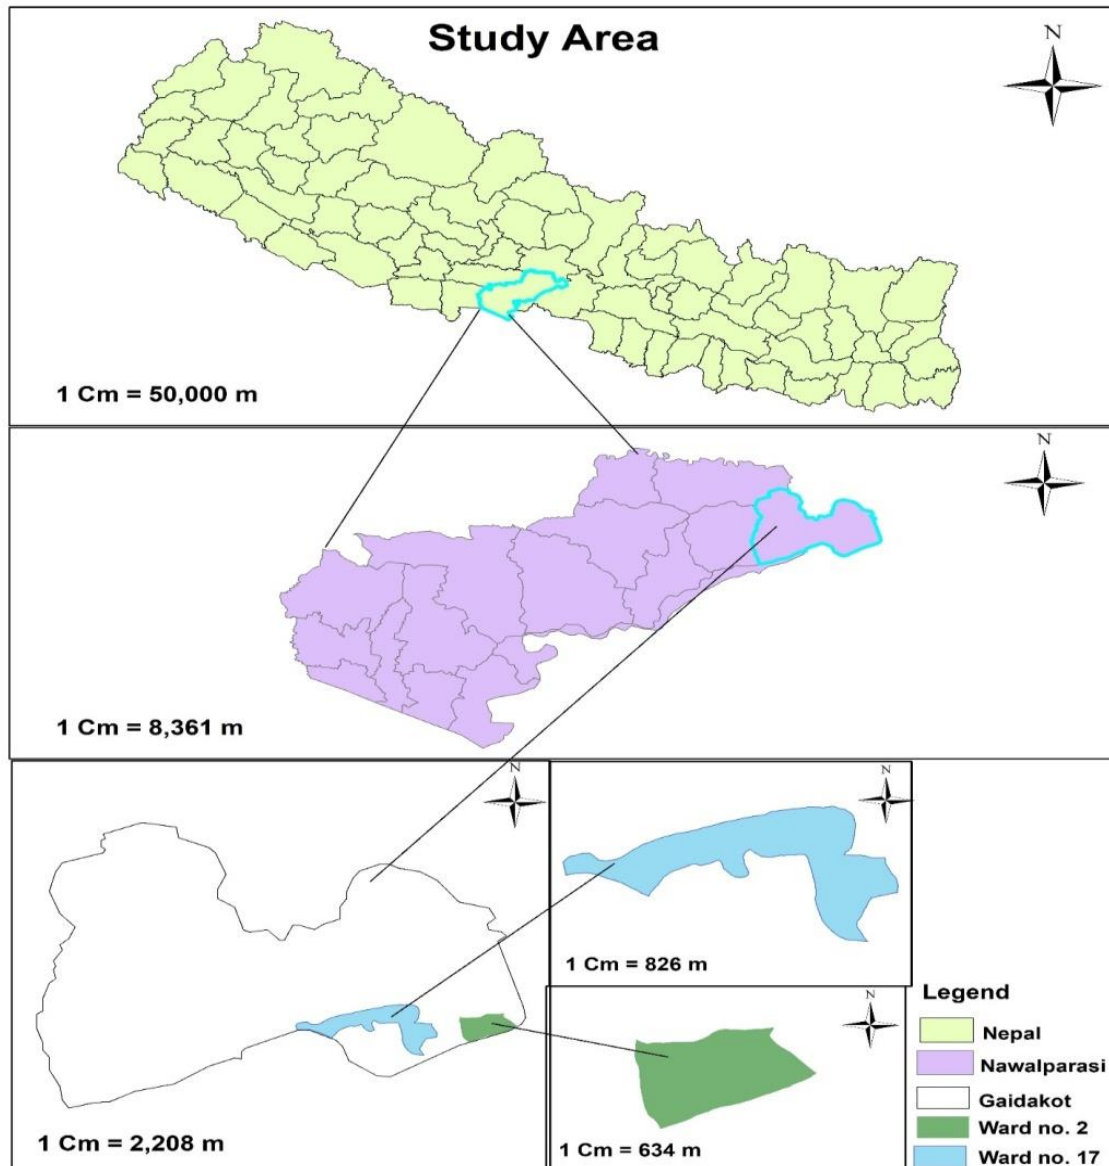 Study Area
N
1 Cm = 50,000 m
N
1 Cm = 8,361 m
N
1 Cm = 2,208 m
N
1 Cm = 826 m
N
1 Cm = 634 m
Legend
Nepal
Nawalparasi
Gaidakot
Ward no. 2
Ward no. 17